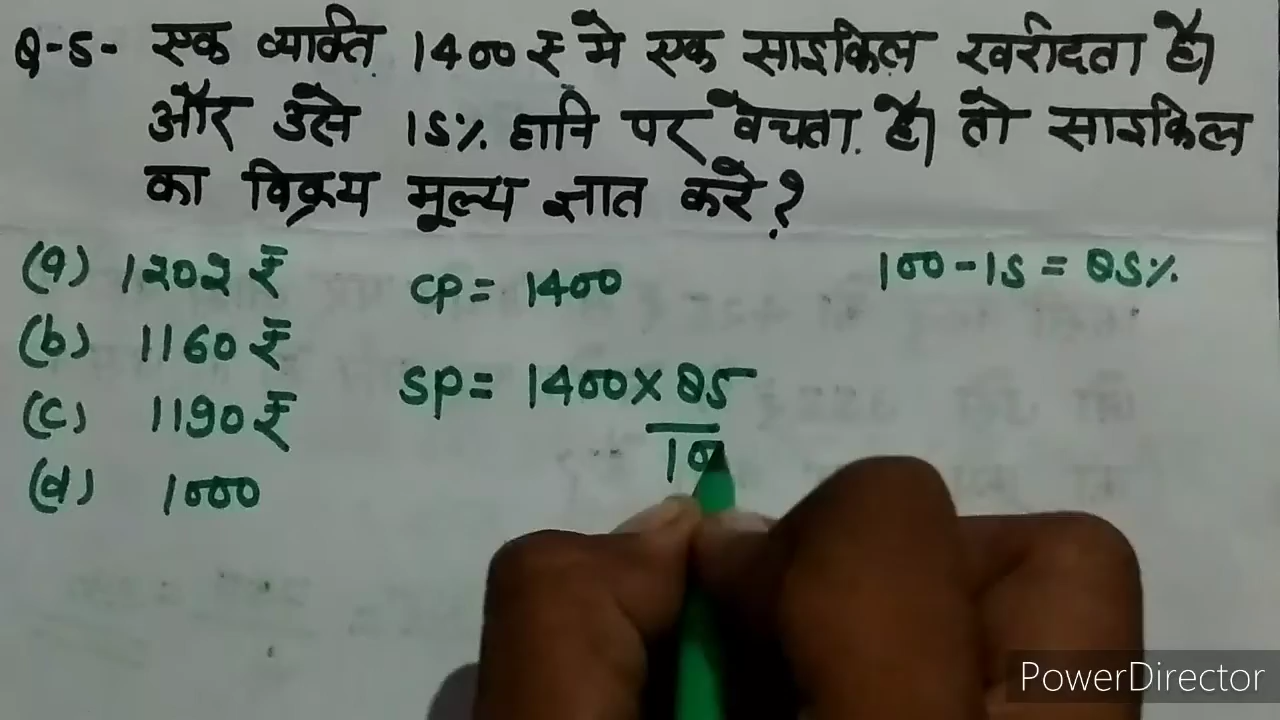 Q-5- एक व्यक्ति 1400 ₹ मे एक साइकिल खरीदता है।
और उसे 15% हानि पर बेचता है। तो साइकिल
का विक्रय मूल्य ज्ञात करे ?
(a) 1202 ₹
CP = 1400
100 - 15 = 85%
(b) 1160 ₹
SP = 1400 × 85
10
(c) 1190 ₹
(d) 1000
PowerDirector